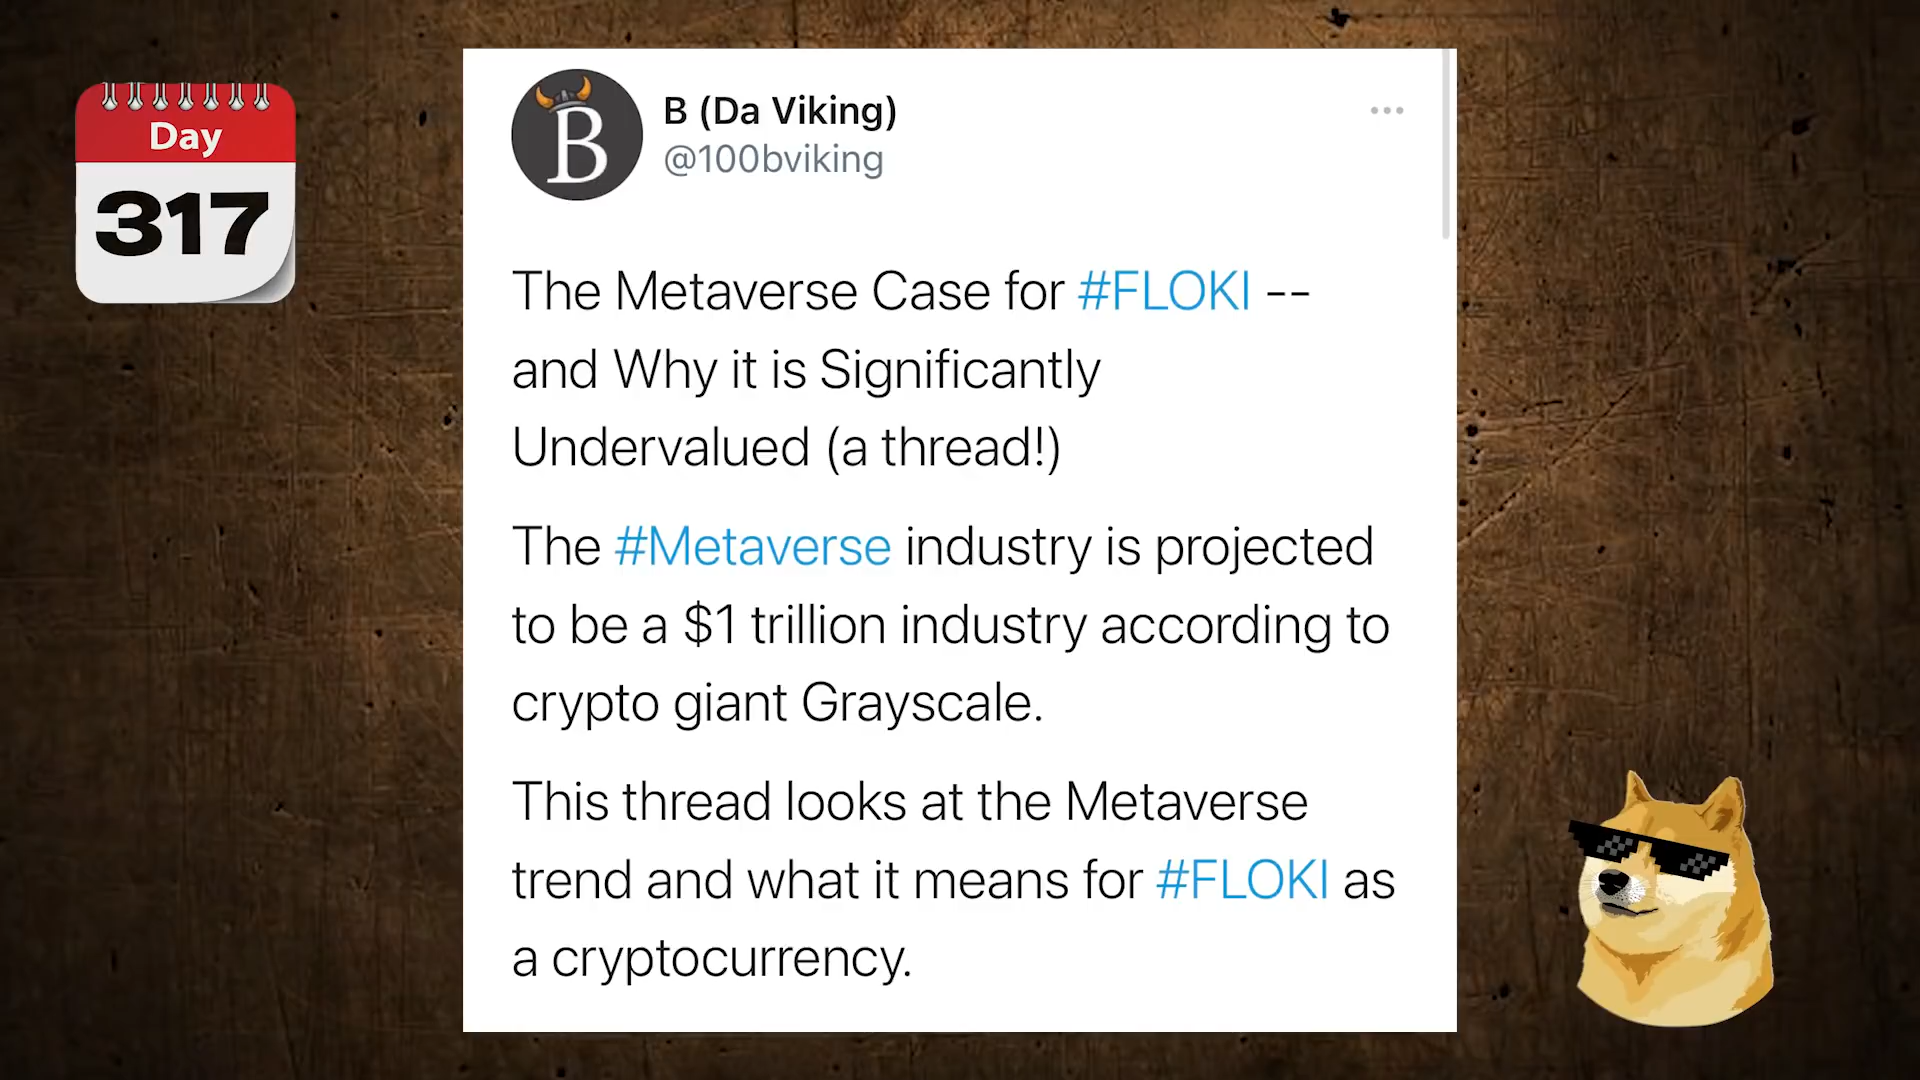 Day
317
B
B (Da Viking)
@100bviking
The Metaverse Case for #FLOKI --
and Why it is Significantly
Undervalued (a thread!)
The #Metaverse industry is projected
to be a $1 trillion industry according to
crypto giant Grayscale.
This thread looks at the Metaverse
trend and what it means for #FLOKI as
a cryptocurrency.